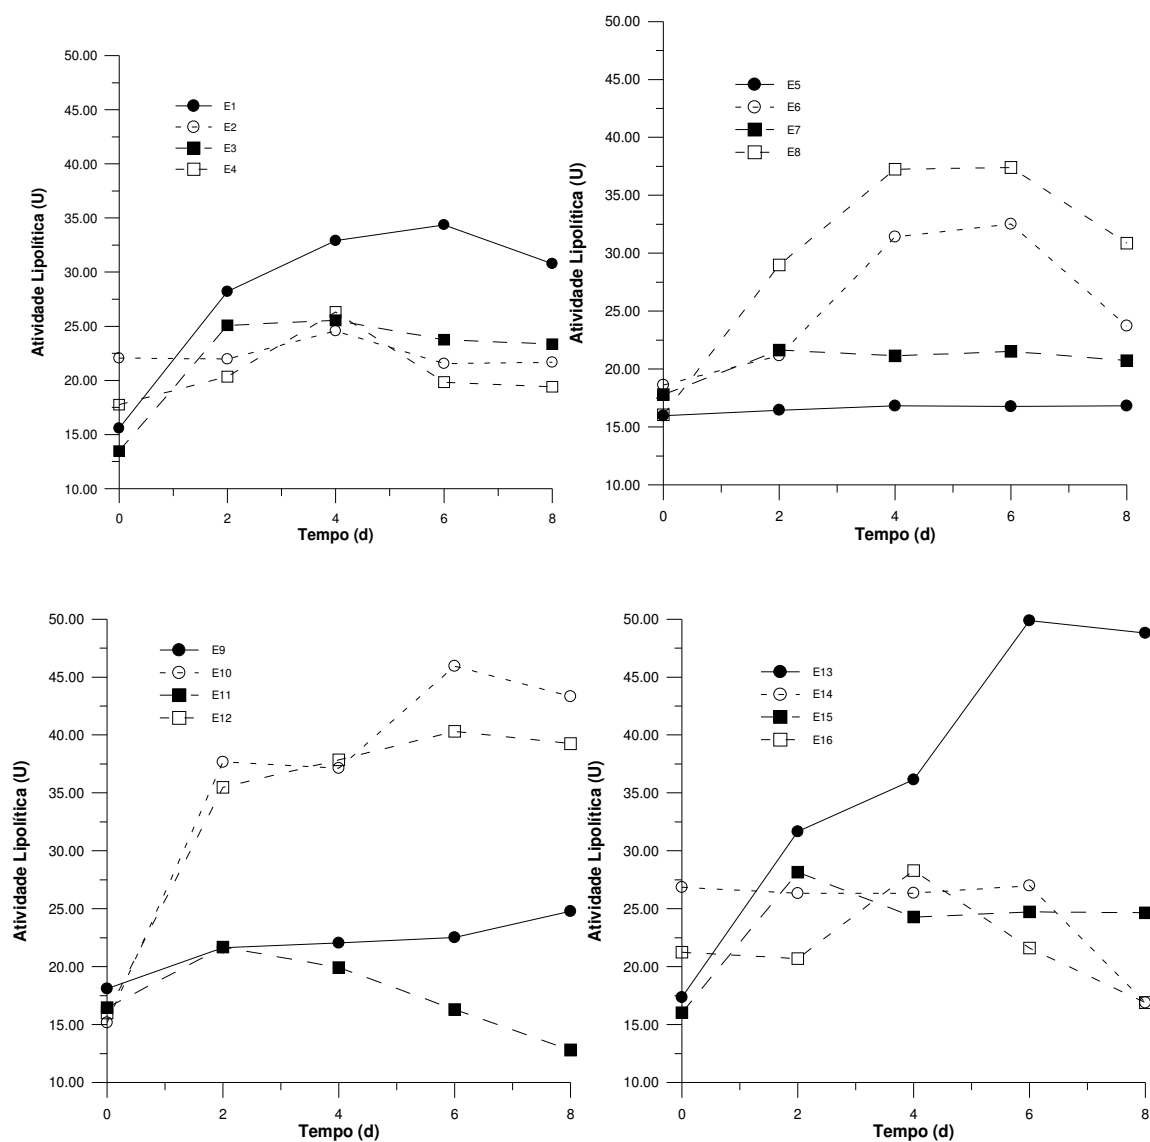 50.00
45.00
40.00
35.00
30.00
25.00
20.00
15.00
10.00
Atividade Lipolítica (U)
E1
E2
E3
E4
0 2 4 6 8
Tempo (d)
50.00
45.00
40.00
35.00
30.00
25.00
20.00
15.00
10.00
Atividade Lipolítica (U)
E5
E6
E7
E8
0 2 4 6 8
Tempo (d)
50.00
45.00
40.00
35.00
30.00
25.00
20.00
15.00
10.00
Atividade Lipolítica (U)
E9
E10
E11
E12
0 2 4 6 8
Tempo (d)
50.00
45.00
40.00
35.00
30.00
25.00
20.00
15.00
10.00
Atividade Lipolítica (U)
E13
E14
E15
E16
0 2 4 6 8
Tempo (d)